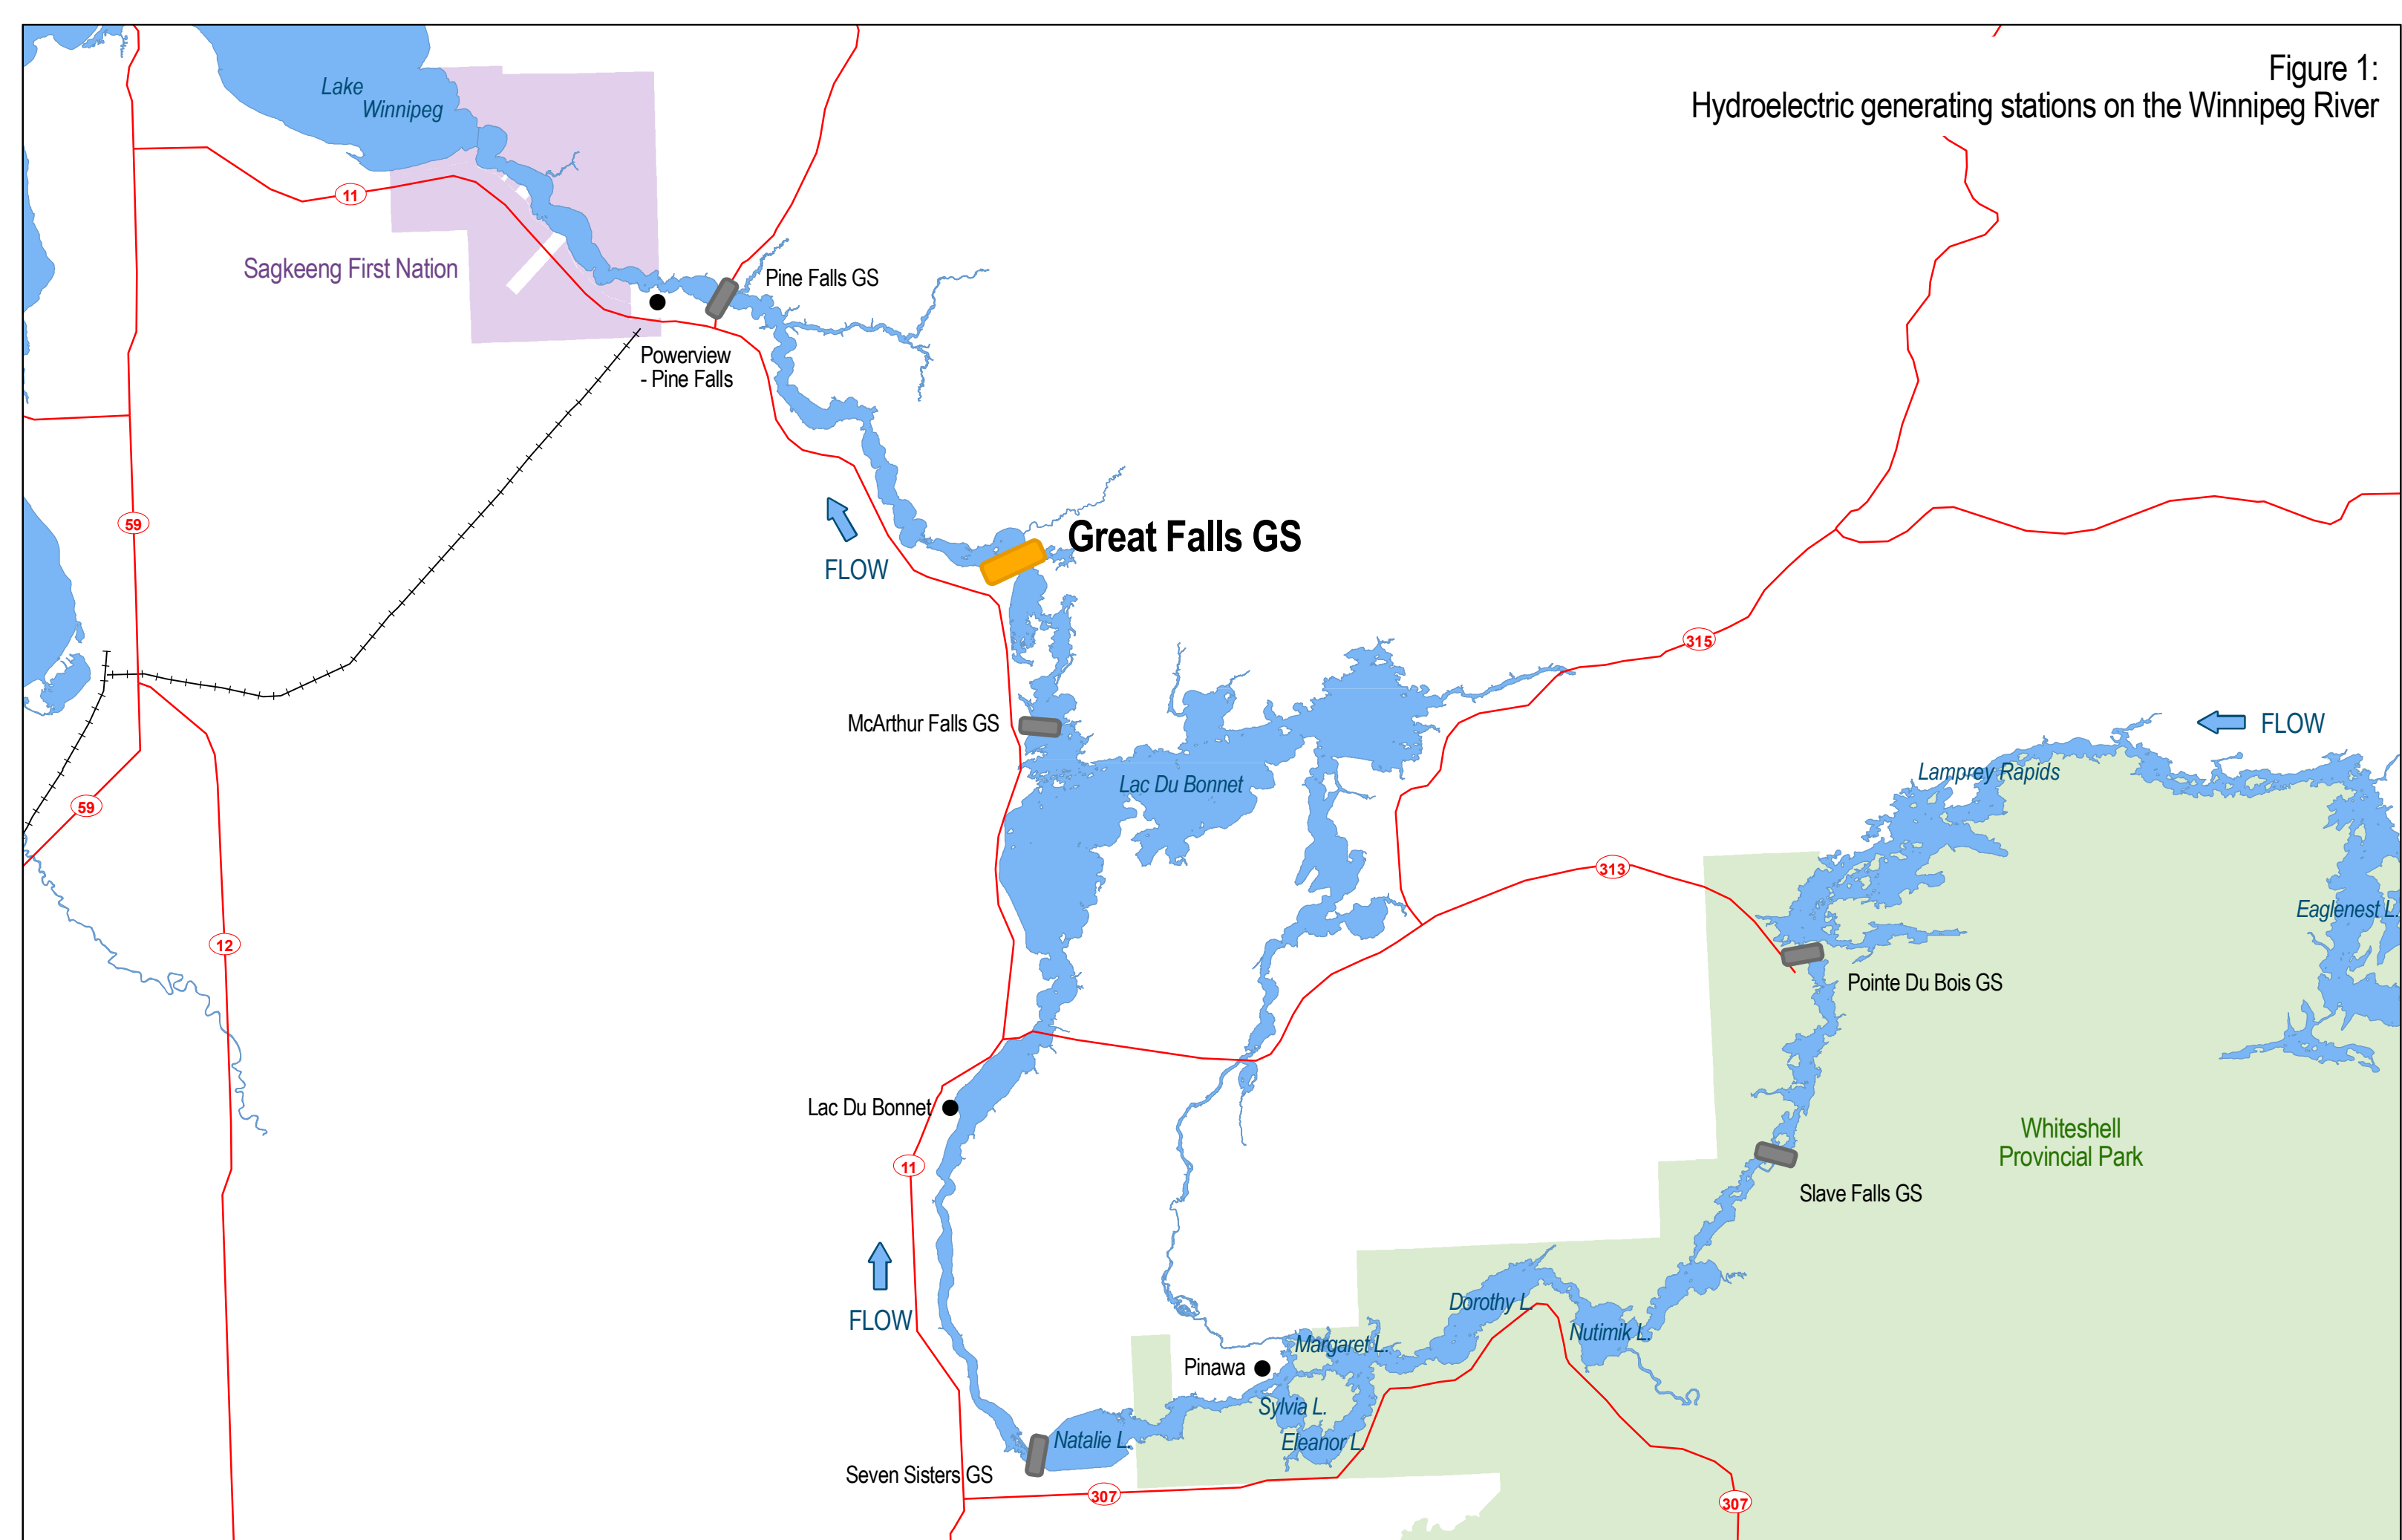 Figure 1:
Hydroelectric generating stations on the Winnipeg River
Lake
Winnipeg
11
Sagkeeng First Nation
Pine Falls GS
Powerview
- Pine Falls
59
Great Falls GS
FLOW
315
McArthur Falls GS
FLOW
Lac Du Bonnet
Lamprey Rapids
59
313
Eaglenest L.
12
Pointe Du Bois GS
Lac Du Bonnet
Whiteshell
Provincial Park
11
Slave Falls GS
FLOW
Dorothy L.
Nutimik L.
Margaret L.
Pinawa
Sylvia L.
Natalie L.
Eleanor L.
Seven Sisters GS
307
307